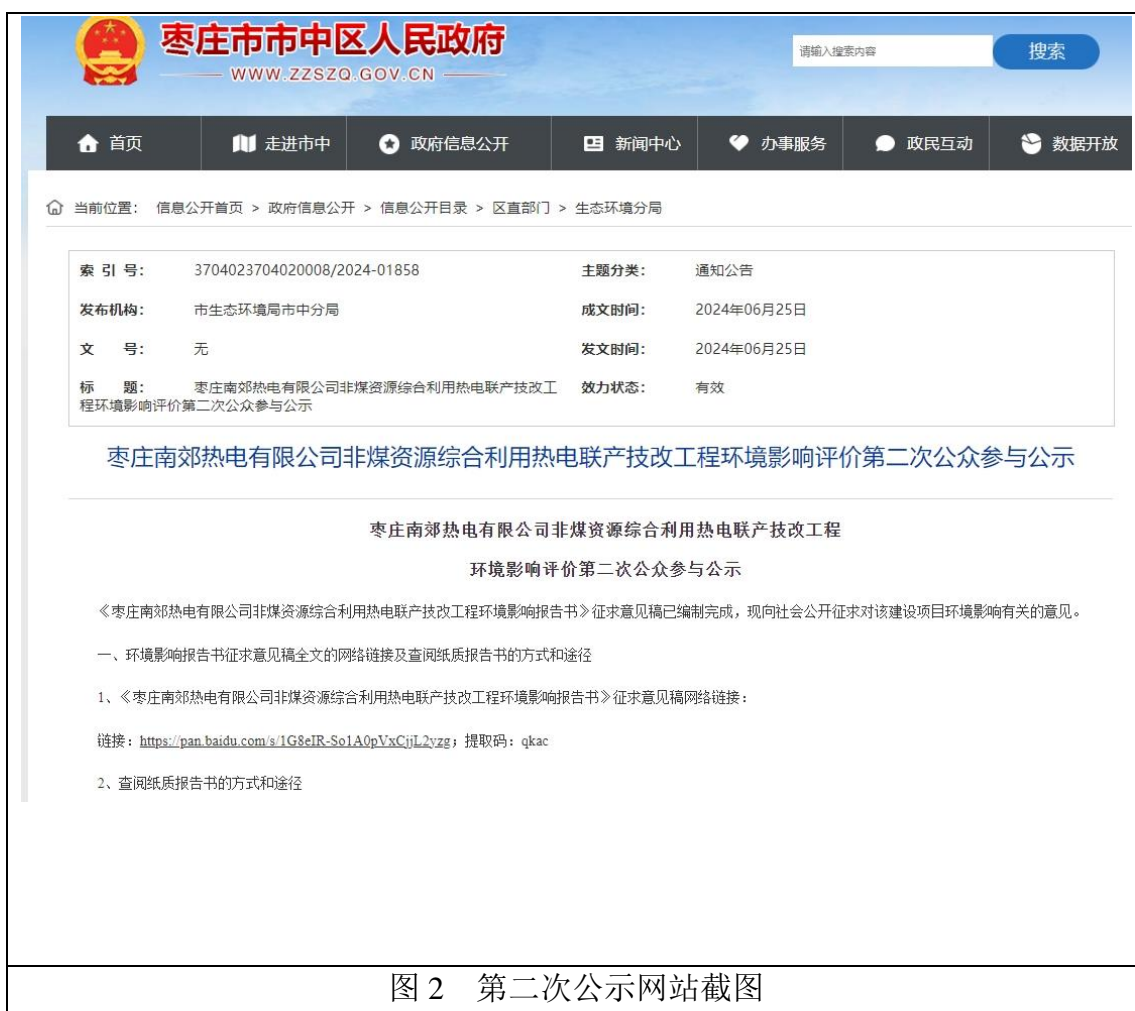 枣庄市市中区人民政府
WWW.ZZSZQ.GOV.CN
请输入搜索内容
搜索
首页 走进市中 政府信息公开 新闻中心 办事服务 政民互动 数据开放
当前位置: 信息公开首页 > 政府信息公开 > 信息公开目录 > 区直部门 > 生态环境分局
索 引 号: 3704023704020008/2024-01858 主题分类: 通知公告
发布机构: 市生态环境局市中分局 成文时间: 2024年06月25日
文 号: 无 发文时间: 2024年06月25日
标 题: 枣庄南郊热电有限公司非煤资源综合利用热电联产技改工 效力状态: 有效
程环境影响评价第二次公众参与公示
枣庄南郊热电有限公司非煤资源综合利用热电联产技改工程环境影响评价第二次公众参与公示
枣庄南郊热电有限公司非煤资源综合利用热电联产技改工程
环境影响评价第二次公众参与公示
《枣庄南郊热电有限公司非煤资源综合利用热电联产技改工程环境影响报告书》征求意见稿已编制完成，现向社会公开征求对该建设项目环境影响有关的意见。
一、环境影响报告书征求意见稿全文的网络链接及查阅纸质报告书的方式和途径
1、《枣庄南郊热电有限公司非煤资源综合利用热电联产技改工程环境影响报告书》征求意见稿网络链接：
链接：https://pan.baidu.com/s/1G8eIR-So1A0pVxCjjL2yzg；提取码：qkac
2、查阅纸质报告书的方式和途径
图 2 第二次公示网站截图